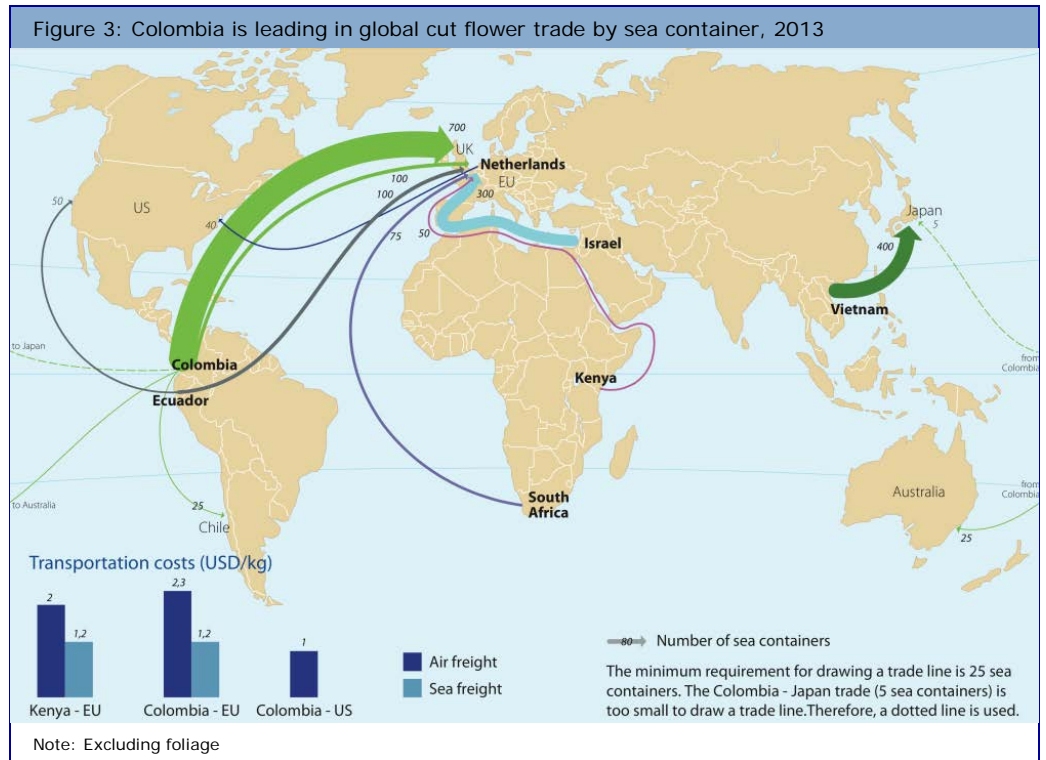 Figure 3: Colombia is leading in global cut flower trade by sea container, 2013
700
UK
Netherlands
EU
100
100
300
50
US
40
75
50
Israel
Japan
5
400
Vietnam
to Japan
Colombia
Ecuador
Kenya
from
Colombia
to Australia
25
Chile
South
Africa
Australia
from
Colombia
25
Transportation costs (USD/kg)
2
1,2
2,3
1,2
1
Kenya - EU
Colombia - EU
Colombia - US
Air freight
Sea freight
80
Number of sea containers
The minimum requirement for drawing a trade line is 25 sea
containers. The Colombia - Japan trade (5 sea containers) is
too small to draw a trade line.Therefore, a dotted line is used.
Note: Excluding foliage